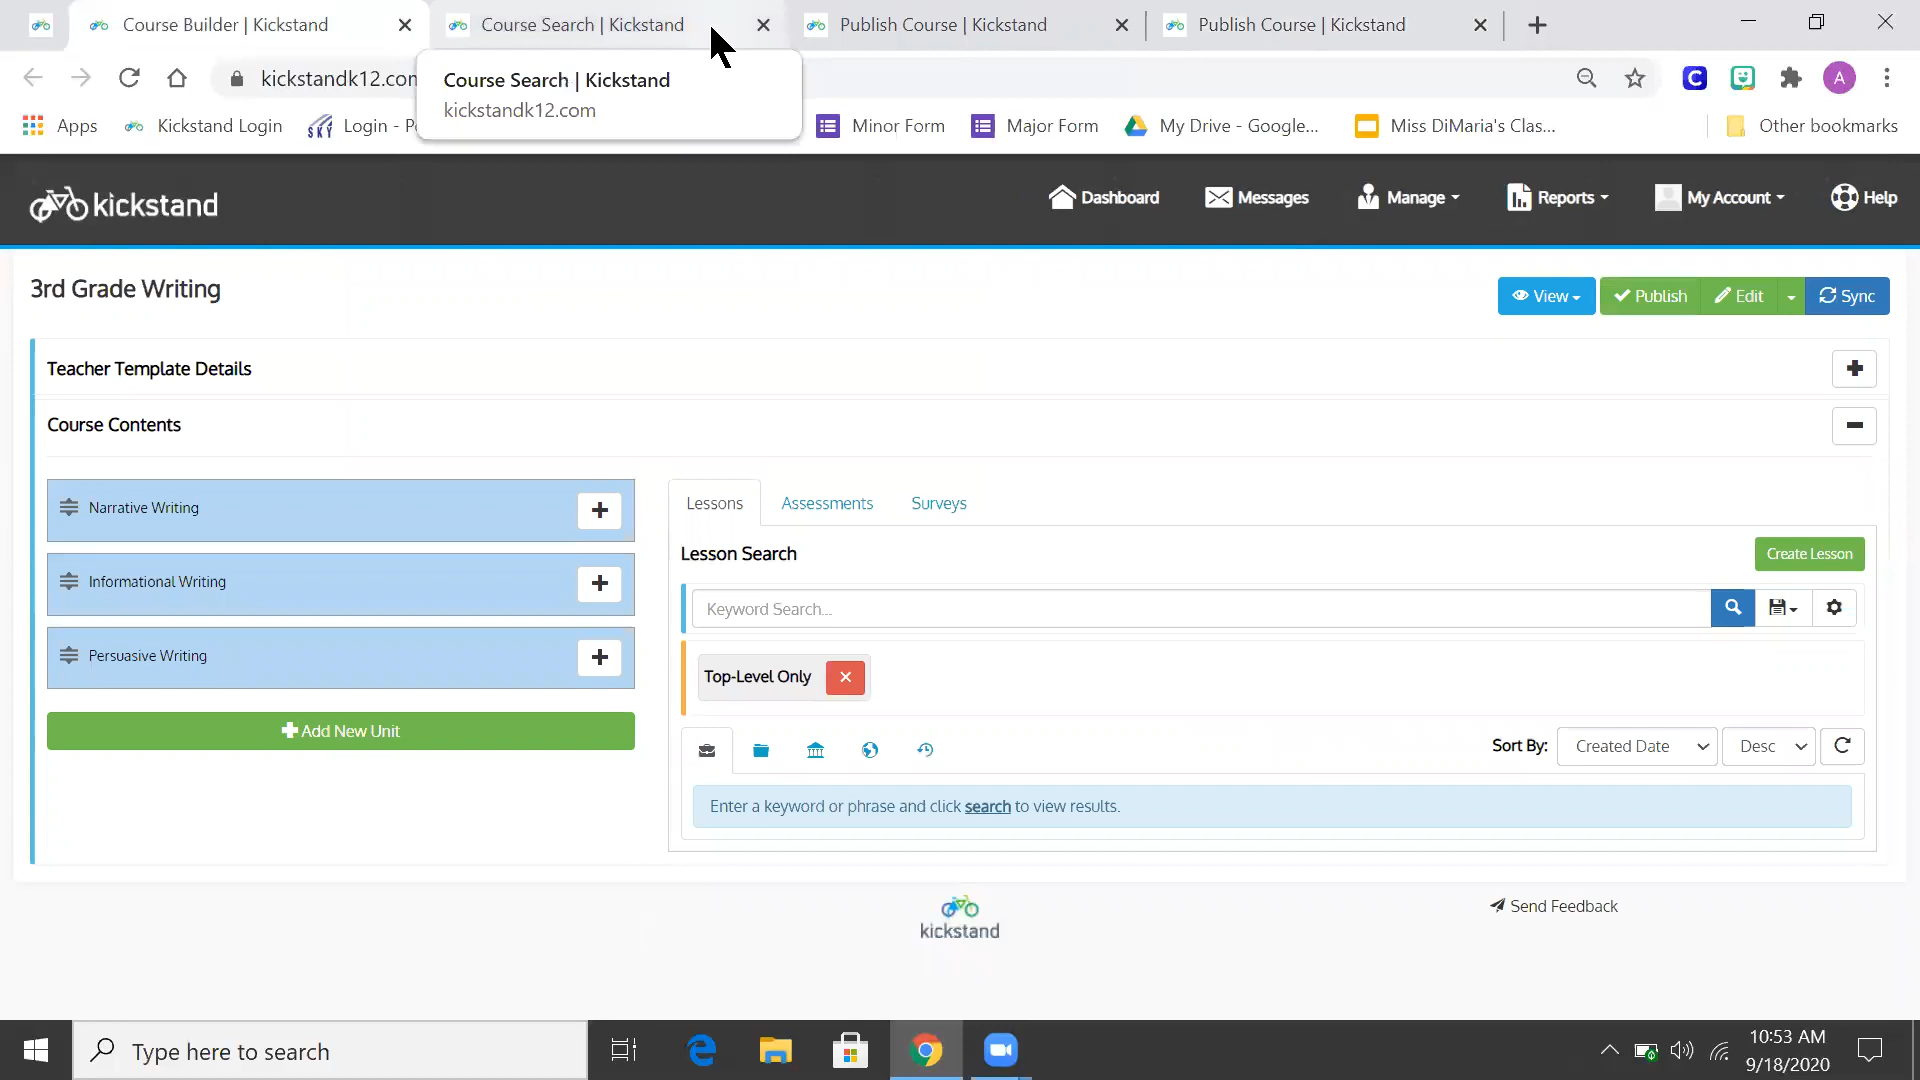 Course Builder | Kickstand
Course Search | Kickstand
Publish Course | Kickstand
Publish Course | Kickstand
kickstandk12.com
Course Search | Kickstand
kickstandk12.com
A
Apps
Kickstand Login
SKY
Login - P
Minor Form
Major Form
My Drive - Google...
Miss DiMaria's Clas...
Other bookmarks
kickstand
Dashboard
Messages
Manage
Reports
My Account
Help
3rd Grade Writing
View
Publish
Edit
Sync
Teacher Template Details
Course Contents
Narrative Writing
Informational Writing
Persuasive Writing
Add New Unit
Lessons
Assessments
Surveys
Lesson Search
Create Lesson
Keyword Search...
Top-Level Only
Sort By:
Created Date
Desc
Enter a keyword or phrase and click search to view results.
kickstand
Send Feedback
Type here to search
10:53 AM
9/18/2020